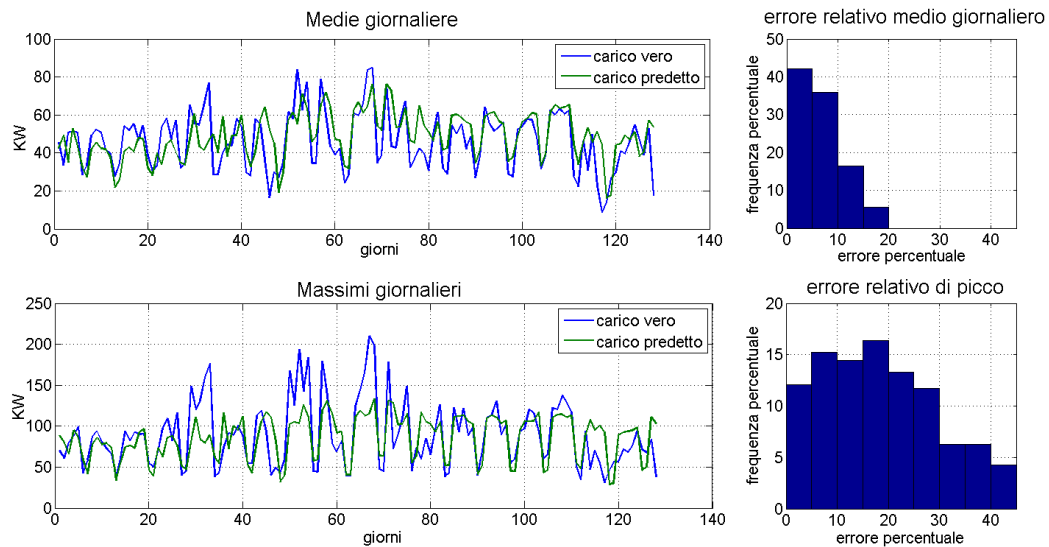 Medie giornaliere
100
80
60
40
20
0
KW
carico vero
carico predetto
0 20 40 60 80 100 120 140
giorni
errore relativo medio giornaliero
50
40
30
20
10
0
frequenza percentuale
0 10 20 30 40
errore percentuale
Massimi giornalieri
250
200
150
100
50
0
KW
carico vero
carico predetto
0 20 40 60 80 100 120 140
giorni
errore relativo di picco
20
15
10
5
0
frequenza percentuale
0 10 20 30 40
errore percentuale